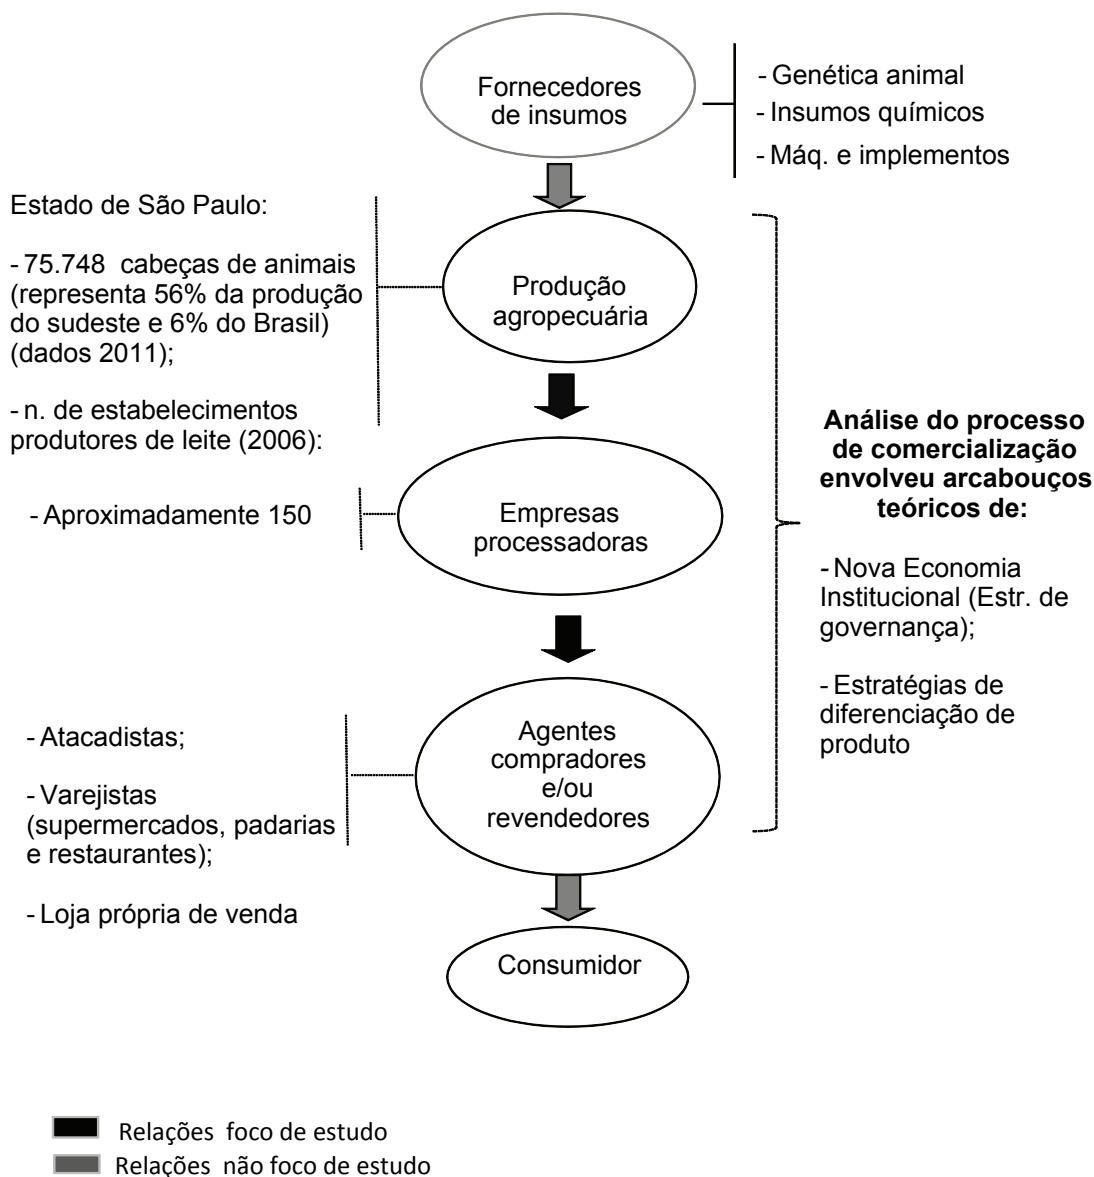 Fornecedores
de insumos
- Genética animal
- Insumos químicos
- Máq. e implementos
Estado de São Paulo:
- 75.748 cabeças de animais
(representa 56% da produção
do sudeste e 6% do Brasil)
(dados 2011);
- n. de estabelecimentos
produtores de leite (2006):
Produção
agropecuária
- Aproximadamente 150
Empresas
processadoras
Análise do processo
de comercialização
envolveu arcabouços
teóricos de:
- Nova Economia
Institucional (Estr. de
governança);
- Estratégias de
diferenciação de
produto
- Atacadistas;
- Varejistas
(supermercados, padarias
e restaurantes);
- Loja própria de venda
Agentes
compradores
e/ou
revendedores
Consumidor
Relações foco de estudo
Relações não foco de estudo